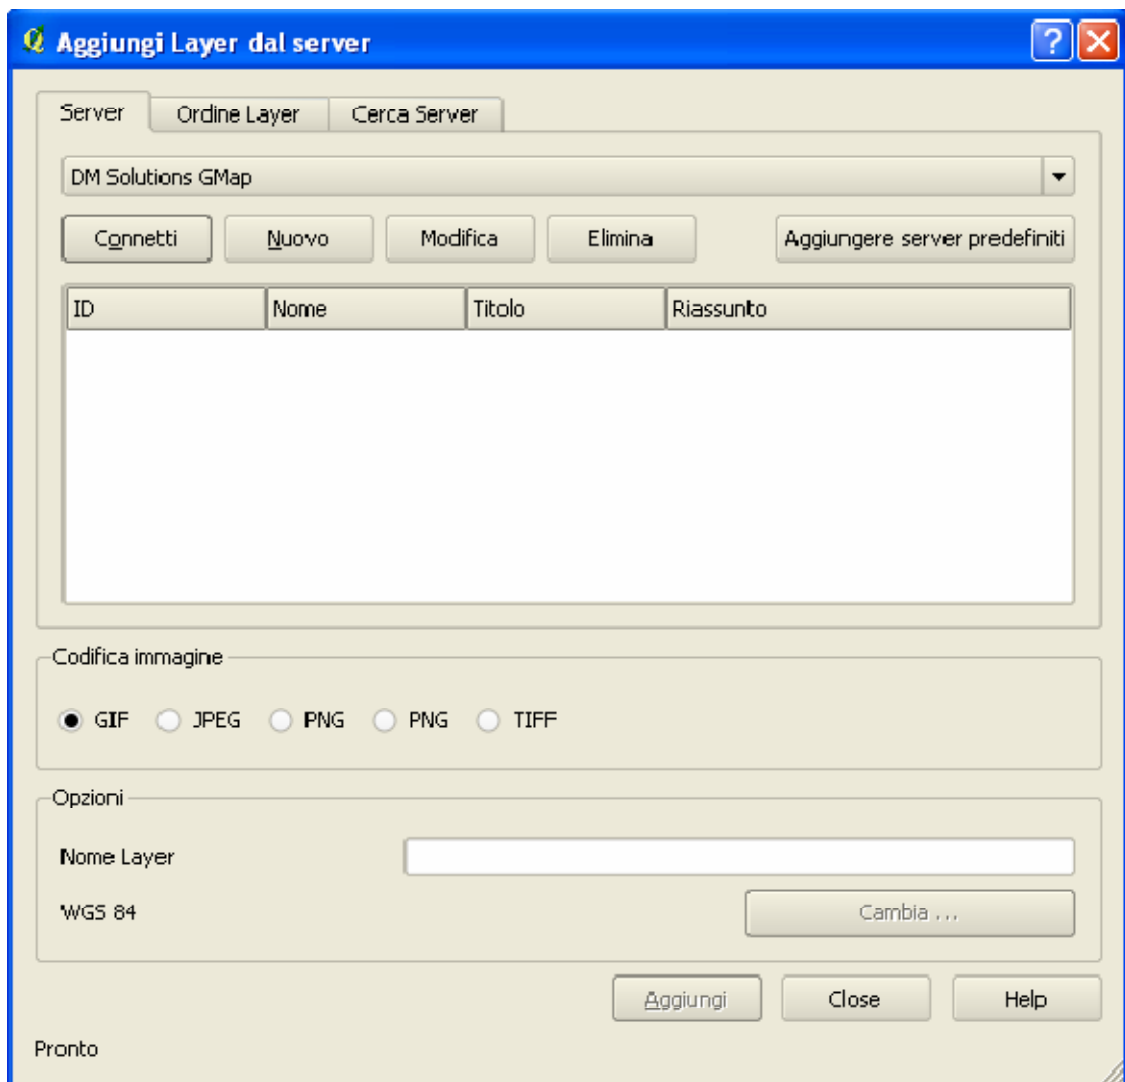 Aggiungi Layer dal server
Server Ordine Layer Cerca Server
DM Solutions GMap
Connetti Nuovo Modifica Elimina Aggiungere server predefiniti
ID Nome Titolo Riassunto
Codifica immagine
GIF JPEG PNG PNG TIFF
Opzioni
Nome Layer
WGS 84 Cambia ...
Aggiungi Close Help
Pronto